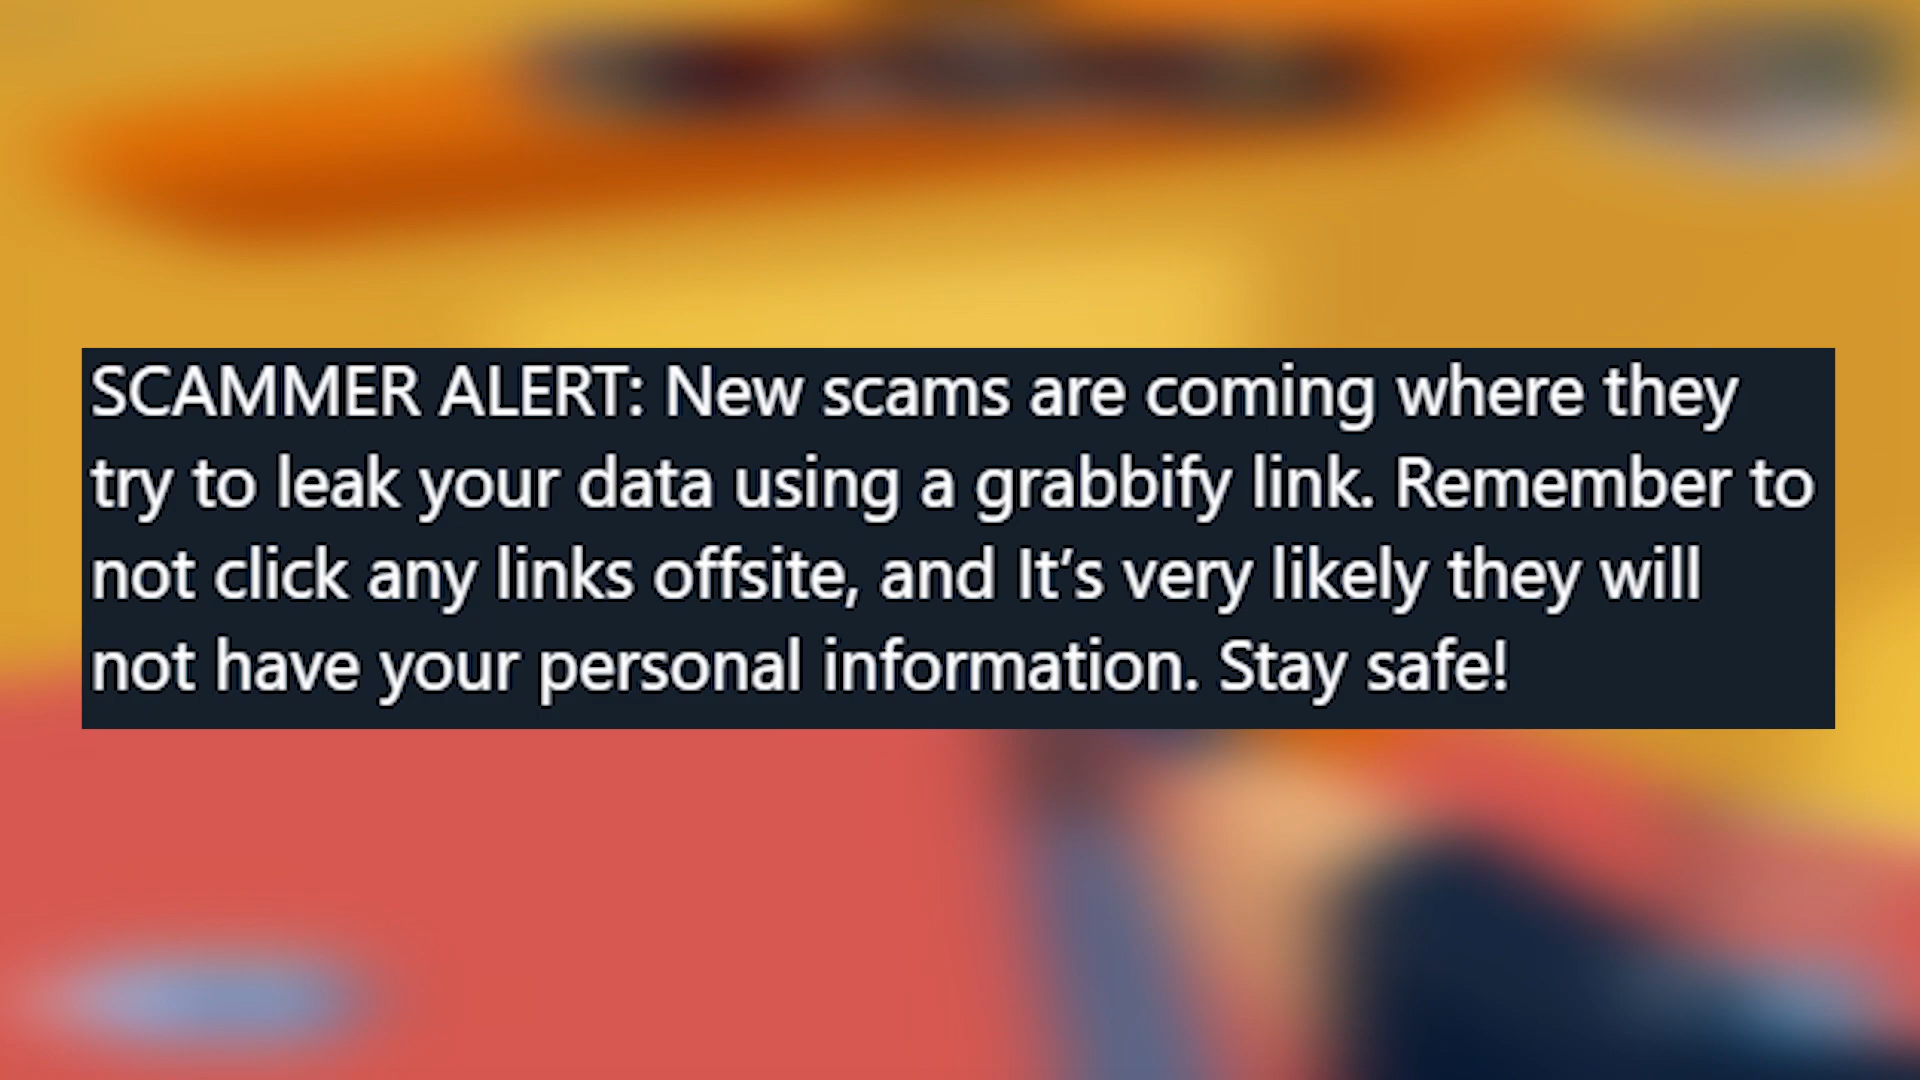 SCAMMER ALERT: New scams are coming where they
try to leak your data using a grabbify link. Remember to
not click any links offsite, and It’s very likely they will
not have your personal information. Stay safe!